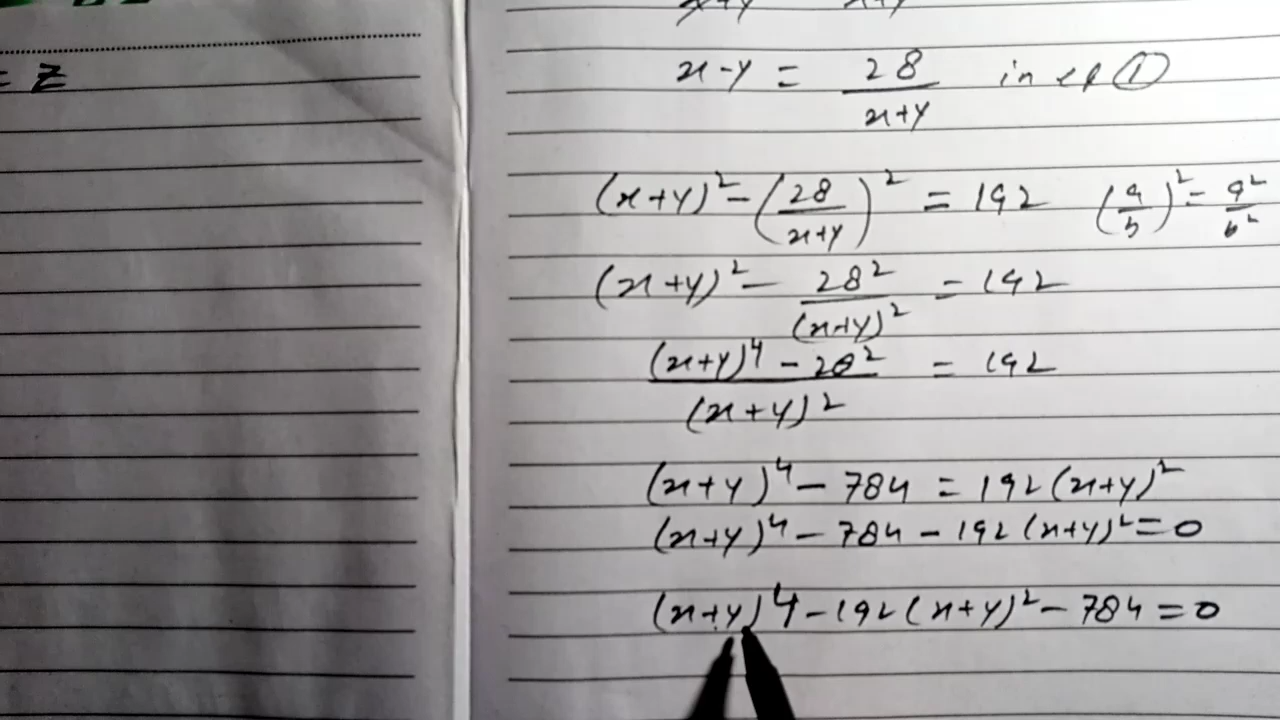 = z
x-y = 28/(x+y) in eq ①
(x+y)² - (28/(x+y))² = 192 (a/b)² = a²/b²
(x+y)² - 28²/(x+y)² = 192
((x+y)⁴ - 28²)/(x+y)² = 192
(x+y)⁴ - 784 = 192(x+y)²
(x+y)⁴ - 784 - 192(x+y)² = 0
(x+y)⁴ - 192(x+y)² - 784 = 0